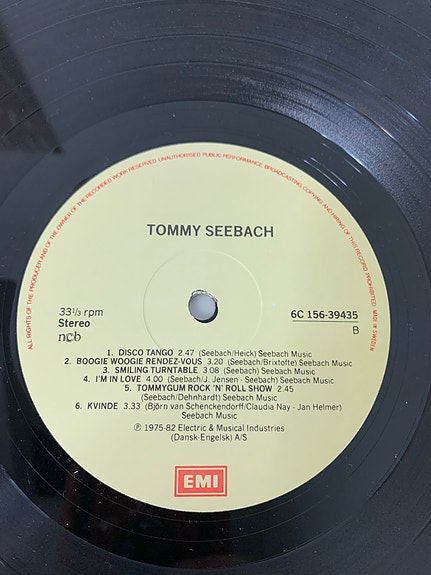 ALL RIGHTS OF THE PRODUCER AND OF THE OWNER OF THE RECORDED WORK RESERVED UNAUTHORISED PUBLIC PERFORMANCE, BROADCASTING, COPYING AND HIRING OF THIS RECORD PROHIBITED MADE IN SWEDEN
TOMMY SEEBACH
33⅓ rpm
Stereo
ncb
6C 156-39435
B
1. DISCO TANGO 2.47 (Seebach/Heick) Seebach Music
2. BOOGIE WOOGIE RENDEZ-VOUS 3.20 (Seebach/Brixtofte) Seebach Music
3. SMILING TURNTABLE 3.08 (Seebach) Seebach Music
4. I'M IN LOVE 4.00 (Seebach/J. Jensen - Seebach) Seebach Music
5. TOMMYGUM ROCK 'N' ROLL SHOW 2.45
(Seebach/Dehnhardt) Seebach Music
6. KVINDE 3.33 (Björn van Schenckendorff/Claudia Nay - Jan Helmer)
Seebach Music
℗ 1975-82 Electric & Musical Industries
(Dansk-Engelsk) A/S
EMI